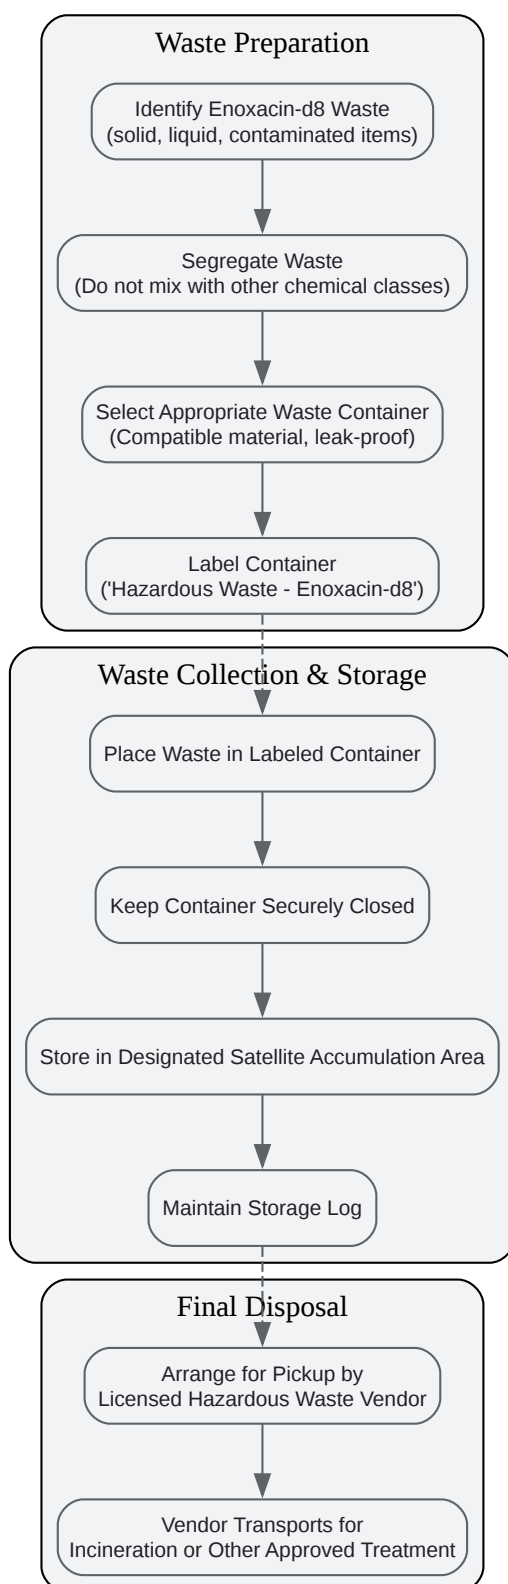 Waste Preparation
Identify Enoxacin-d8 Waste
(solid, liquid, contaminated items)
Segregate Waste
(Do not mix with other chemical classes)
Select Appropriate Waste Container
(Compatible material, leak-proof)
Label Container
('Hazardous Waste - Enoxacin-d8')
Waste Collection & Storage
Place Waste in Labeled Container
Keep Container Securely Closed
Store in Designated Satellite Accumulation Area
Maintain Storage Log
Final Disposal
Arrange for Pickup by
Licensed Hazardous Waste Vendor
Vendor Transports for
Incineration or Other Approved Treatment